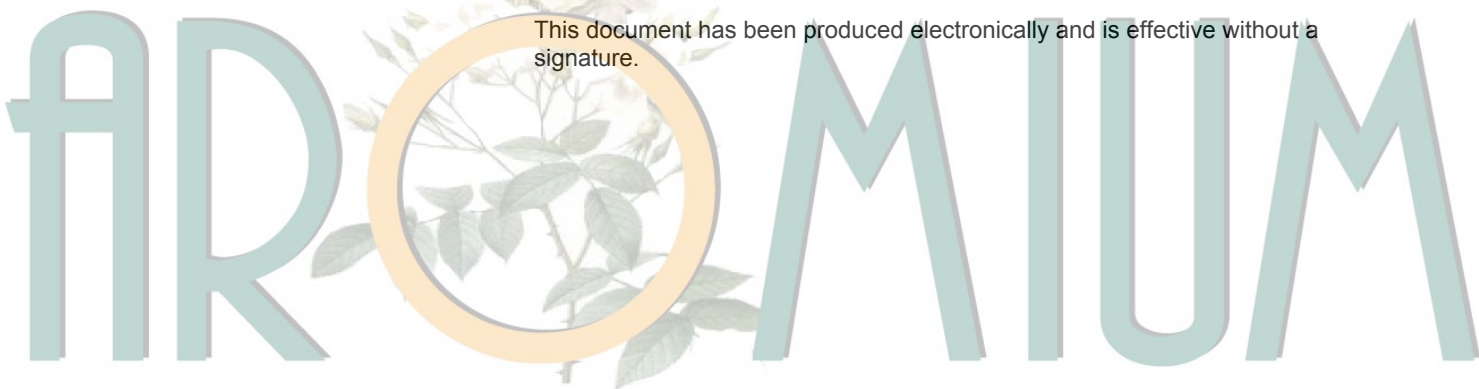 This document has been produced electronically and is effective without a
signature.
AROMIUM